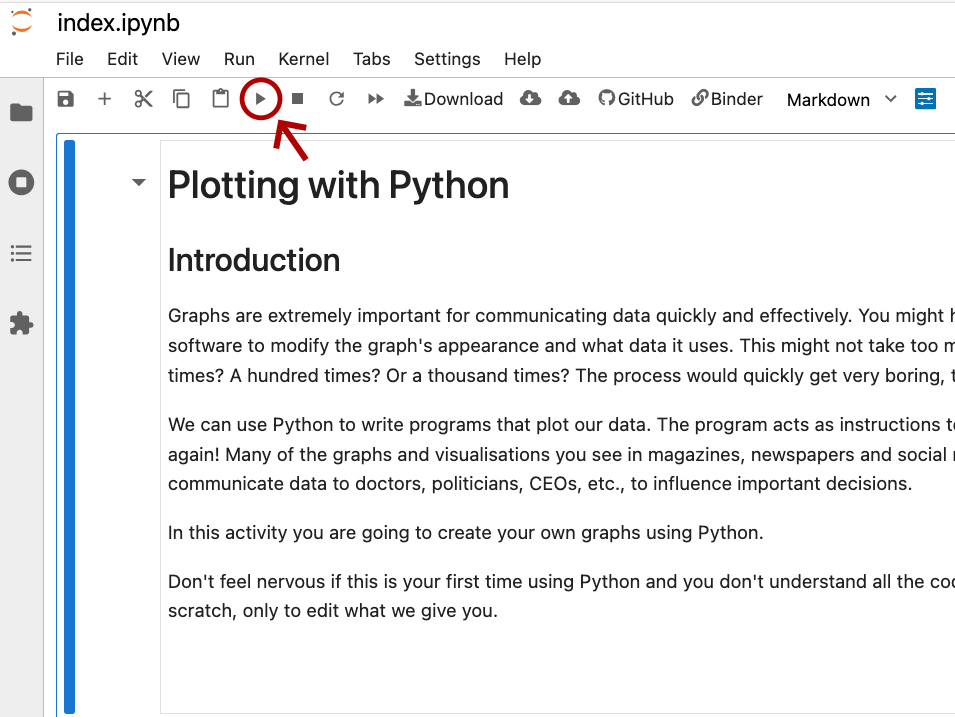 index.ipynb
File Edit View Run Kernel Tabs Settings Help
Download GitHub Binder Markdown
Plotting with Python
Introduction
Graphs are extremely important for communicating data quickly and effectively. You might
software to modify the graph's appearance and what data it uses. This might not take too
times? A hundred times? Or a thousand times? The process would quickly get very boring,
We can use Python to write programs that plot our data. The program acts as instructions
again! Many of the graphs and visualisations you see in magazines, newspapers and social
communicate data to doctors, politicians, CEOs, etc., to influence important decisions.
In this activity you are going to create your own graphs using Python.
Don't feel nervous if this is your first time using Python and you don't understand all the
scratch, only to edit what we give you.